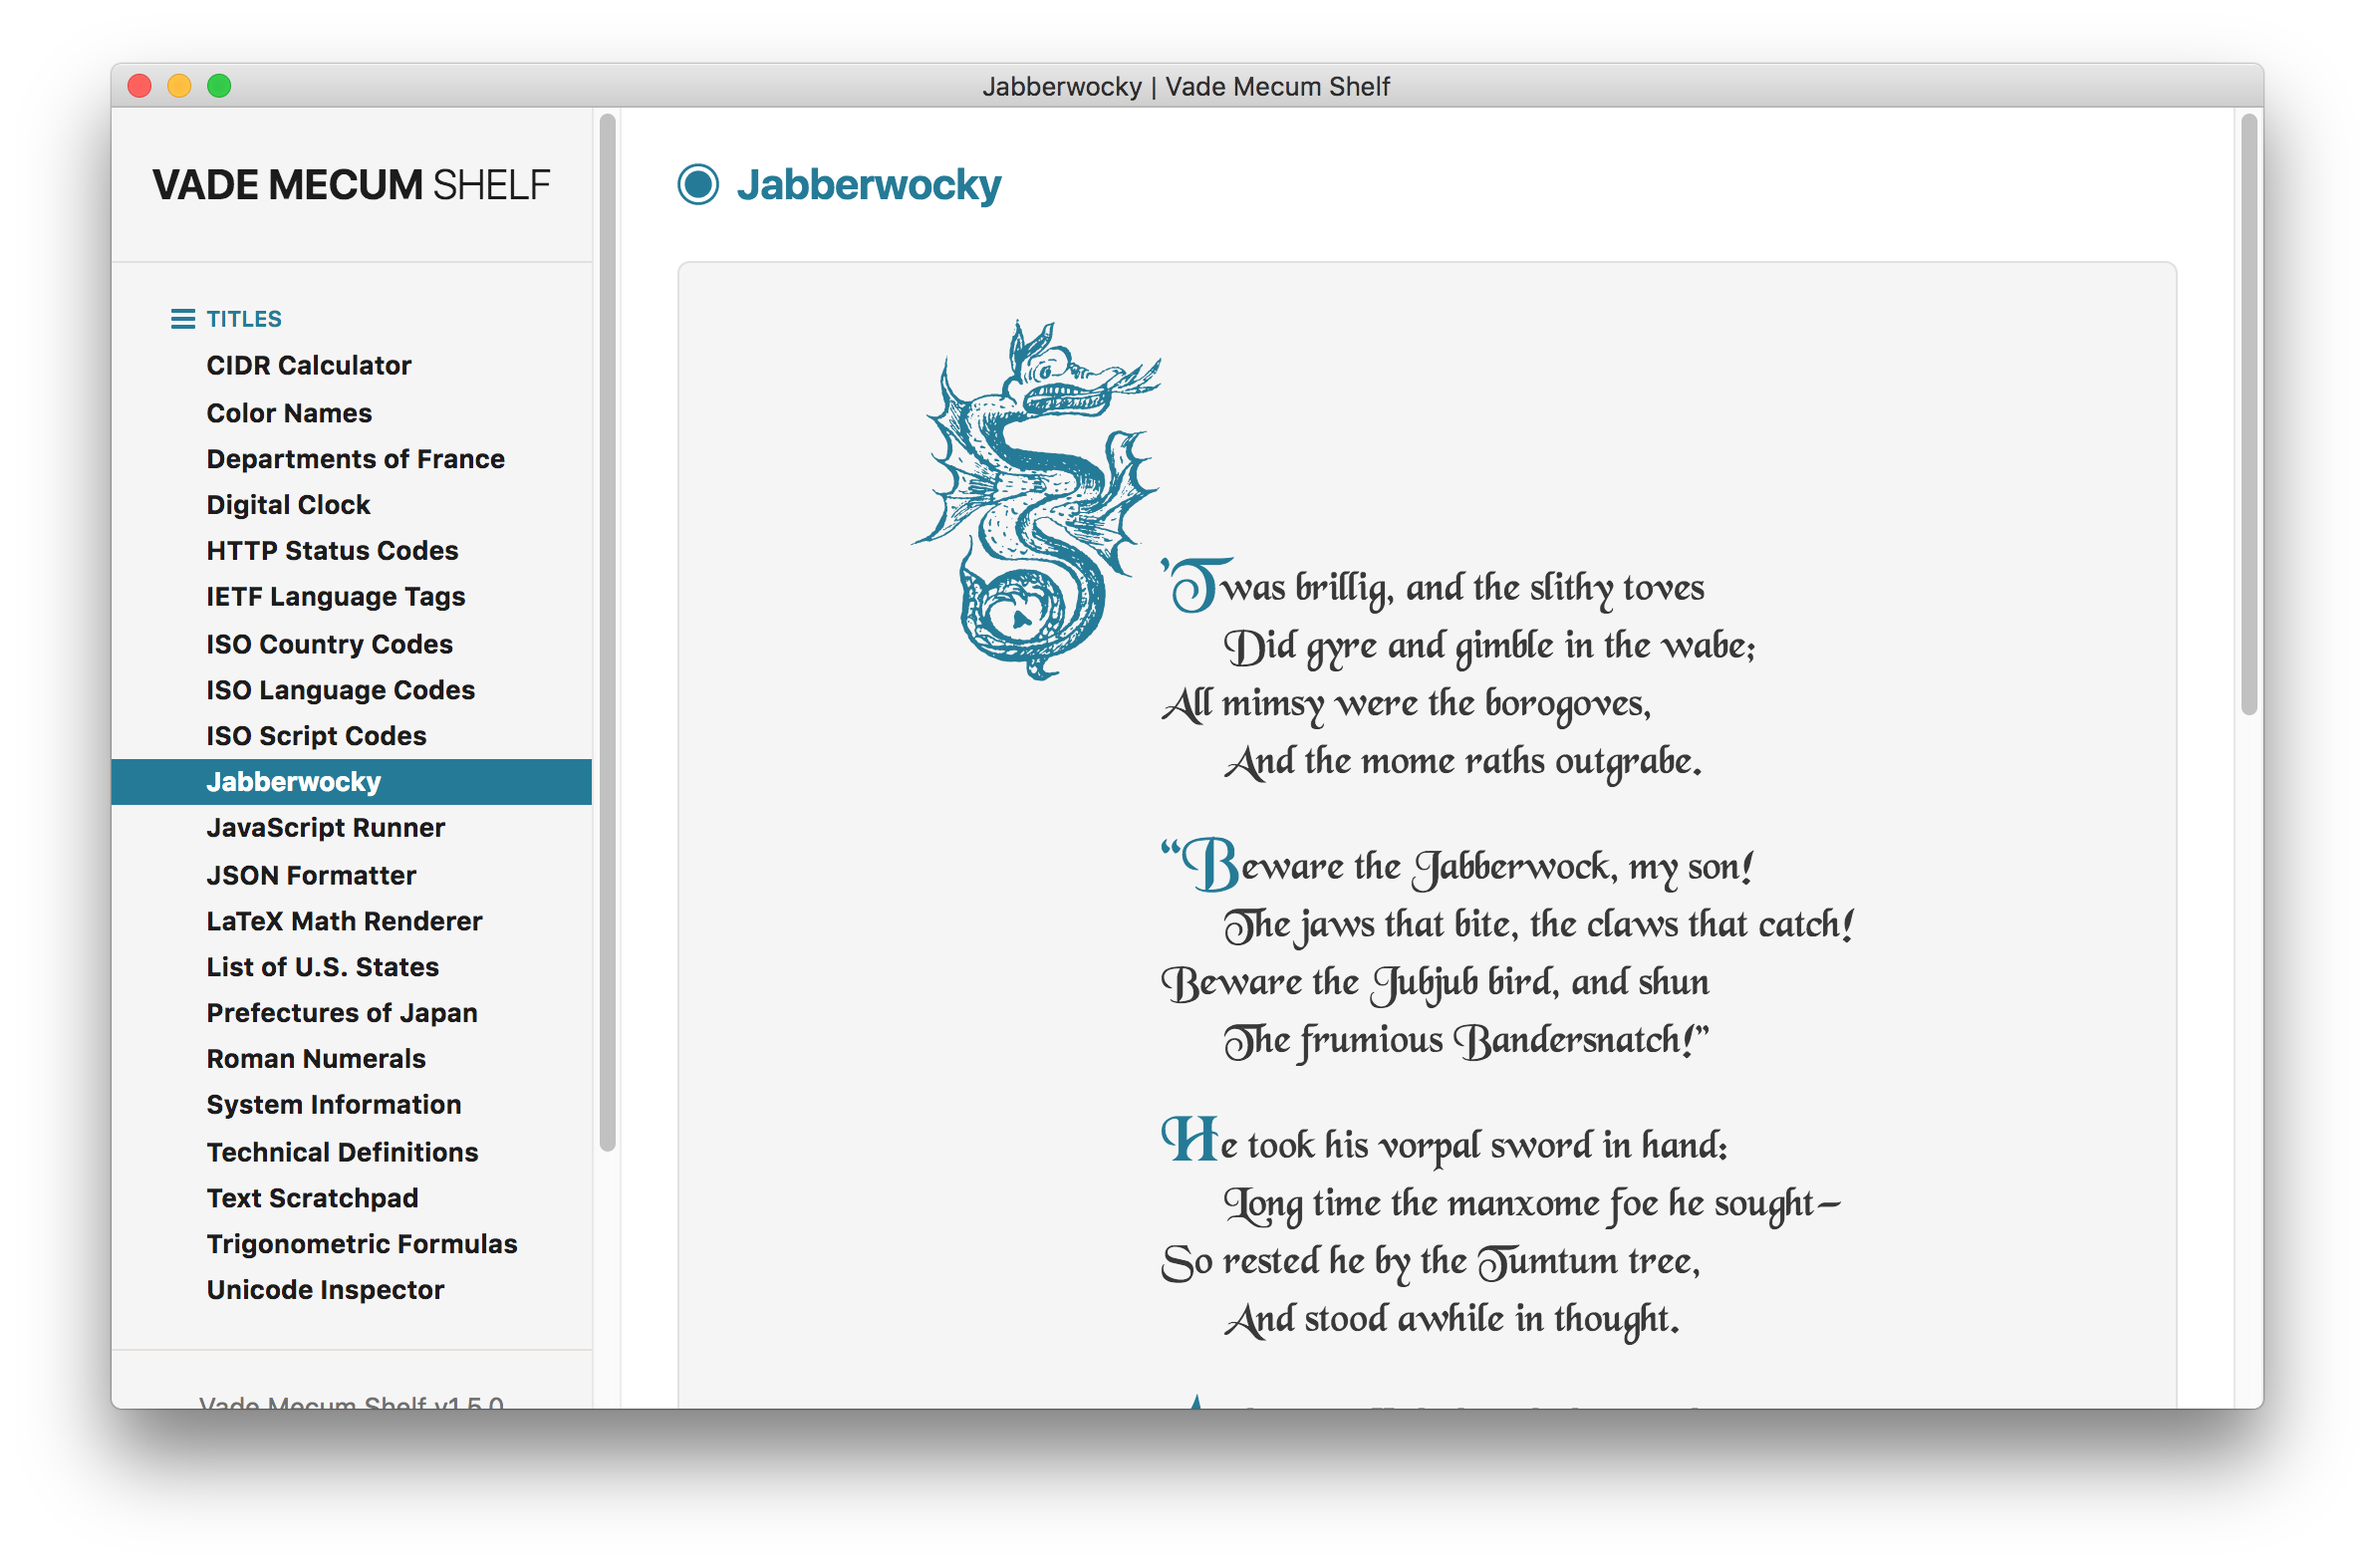 Jabberwocky | Vade Mecum Shelf
VADE MECUM SHELF
TITLES
CIDR Calculator
Color Names
Departments of France
Digital Clock
HTTP Status Codes
IETF Language Tags
ISO Country Codes
ISO Language Codes
ISO Script Codes
Jabberwocky
JavaScript Runner
JSON Formatter
LaTeX Math Renderer
List of U.S. States
Prefectures of Japan
Roman Numerals
System Information
Technical Definitions
Text Scratchpad
Trigonometric Formulas
Unicode Inspector
Vade Mecum Shelf v1.5.0
Jabberwocky
’Twas brillig, and the slithy toves
Did gyre and gimble in the wabe;
All mimsy were the borogoves,
And the mome raths outgrabe.
“Beware the Jabberwock, my son!
The jaws that bite, the claws that catch!
Beware the Jubjub bird, and shun
The frumious Bandersnatch!”
He took his vorpal sword in hand:
Long time the manxome foe he sought—
So rested he by the Tumtum tree,
And stood awhile in thought.